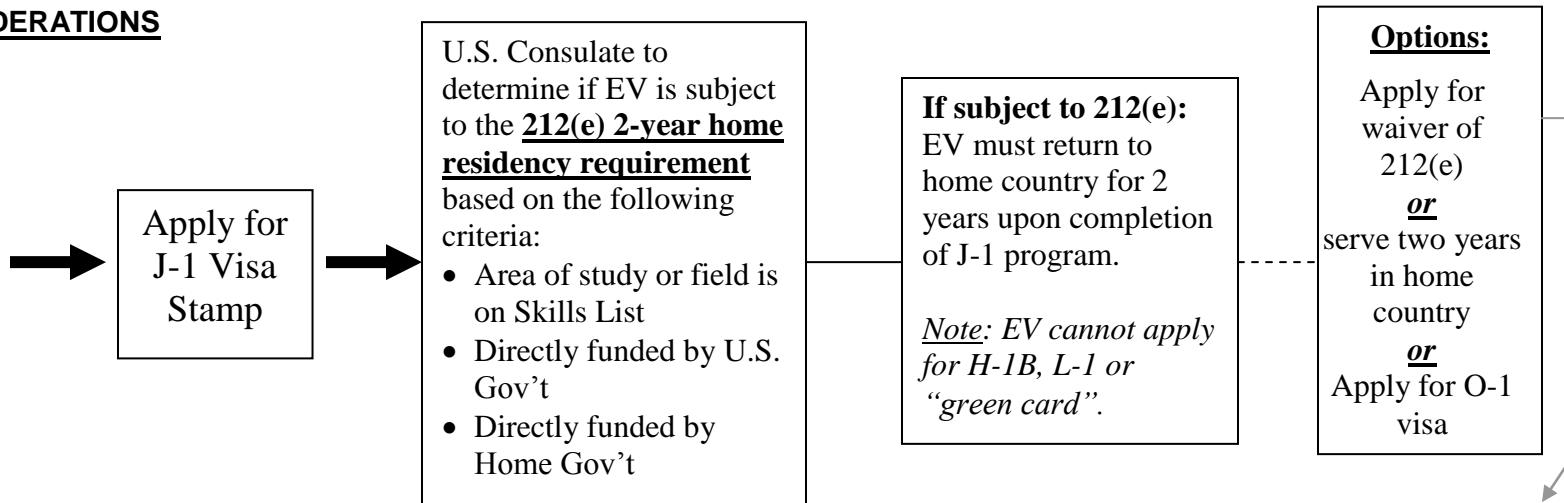 DERATIONS
Apply for
J-1 Visa
Stamp
U.S. Consulate to
determine if EV is subject
to the 212(e) 2-year home
residency requirement
based on the following
criteria:
• Area of study or field is
on Skills List
• Directly funded by U.S.
Gov’t
• Directly funded by
Home Gov’t
If subject to 212(e):
EV must return to
home country for 2
years upon completion
of J-1 program.
Note: EV cannot apply
for H-1B, L-1 or
“green card”.
Options:
Apply for
waiver of
212(e)
or
serve two years
in home
country
or
Apply for O-1
visa